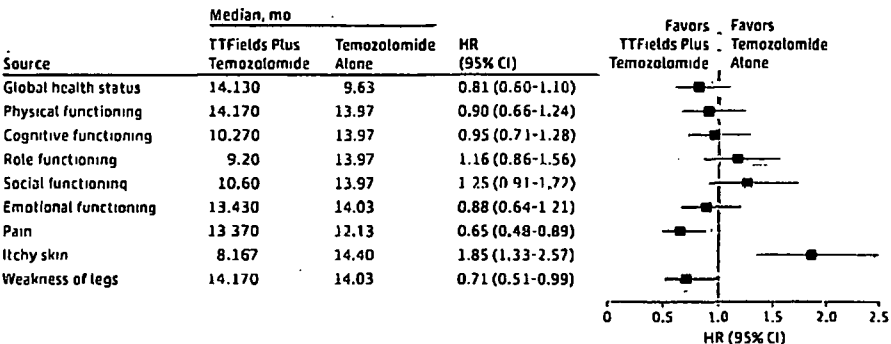 Median, mo
Favors Favors
TTFields Plus Temozolomide HR TTFields Plus Temozolomide
Source Temozolomide Alone (95% CI) Temozolomide Alone
Global health status 14.130 9.63 0.81 (0.60-1.10)
Physical functioning 14.170 13.97 0.90 (0.66-1.24)
Cognitive functioning 10.270 13.97 0.95 (0.71-1.28)
Role functioning 9.20 13.97 1.16 (0.86-1.56)
Social functioning 10.60 13.97 1.25 (0.91-1.72)
Emotional functioning 13.430 14.03 0.88 (0.64-1.21)
Pain 13.370 12.13 0.65 (0.48-0.89)
Itchy skin 8.167 14.40 1.85 (1.33-2.57)
Weakness of legs 14.170 14.03 0.71 (0.51-0.99)
0 0.5 1.0 1.5 2.0 2.5
HR (95% CI)